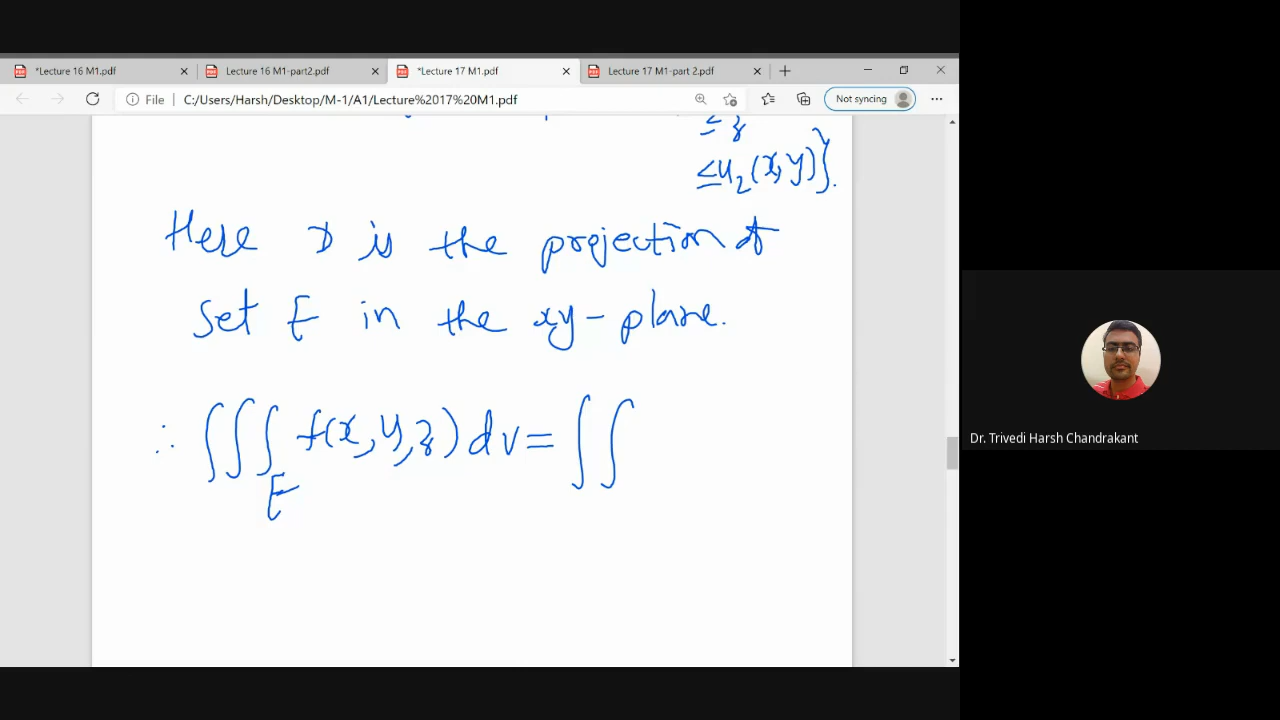 *Lecture 16 M1.pdf
Lecture 16 M1-part2.pdf
*Lecture 17 M1.pdf
Lecture 17 M1-part 2.pdf
File
C:/Users/Harsh/Desktop/M-1/A1/Lecture%2017%20M1.pdf
Not syncing
≤ z
≤ u₂(x,y)}.
Here D is the projection of
set E in the xy-plane.
∴ ∭ f(x,y,z) dv = ∬
E
Dr. Trivedi Harsh Chandrakant